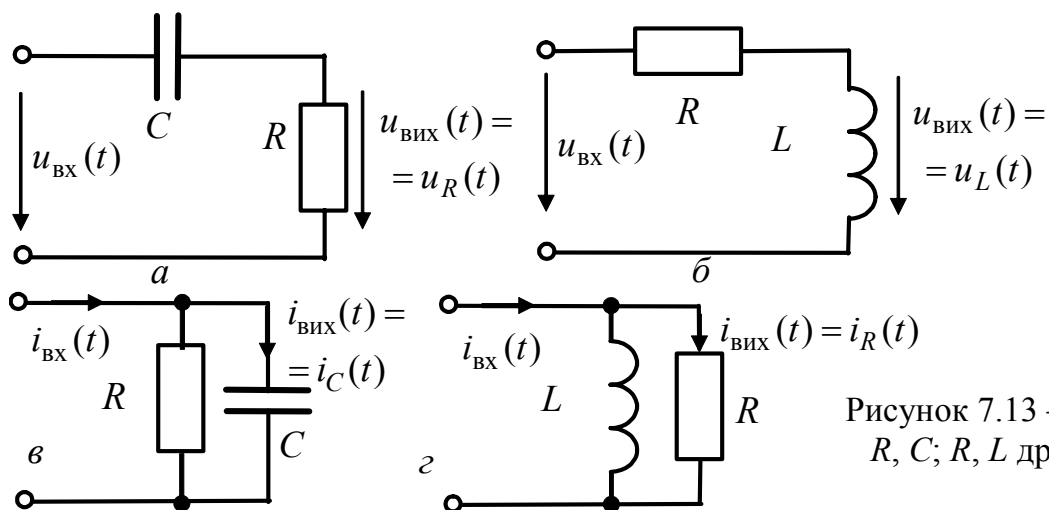 C
R
u_вх(t)
u_вих(t) =
= u_R(t)
а
R
L
u_вх(t)
u_вих(t) =
= u_L(t)
б
i_вх(t)
R
i_вих(t) =
= i_C(t)
C
в
i_вх(t)
L
i_вих(t) = i_R(t)
R
г
Рисунок 7.13 -
R, C; R, L